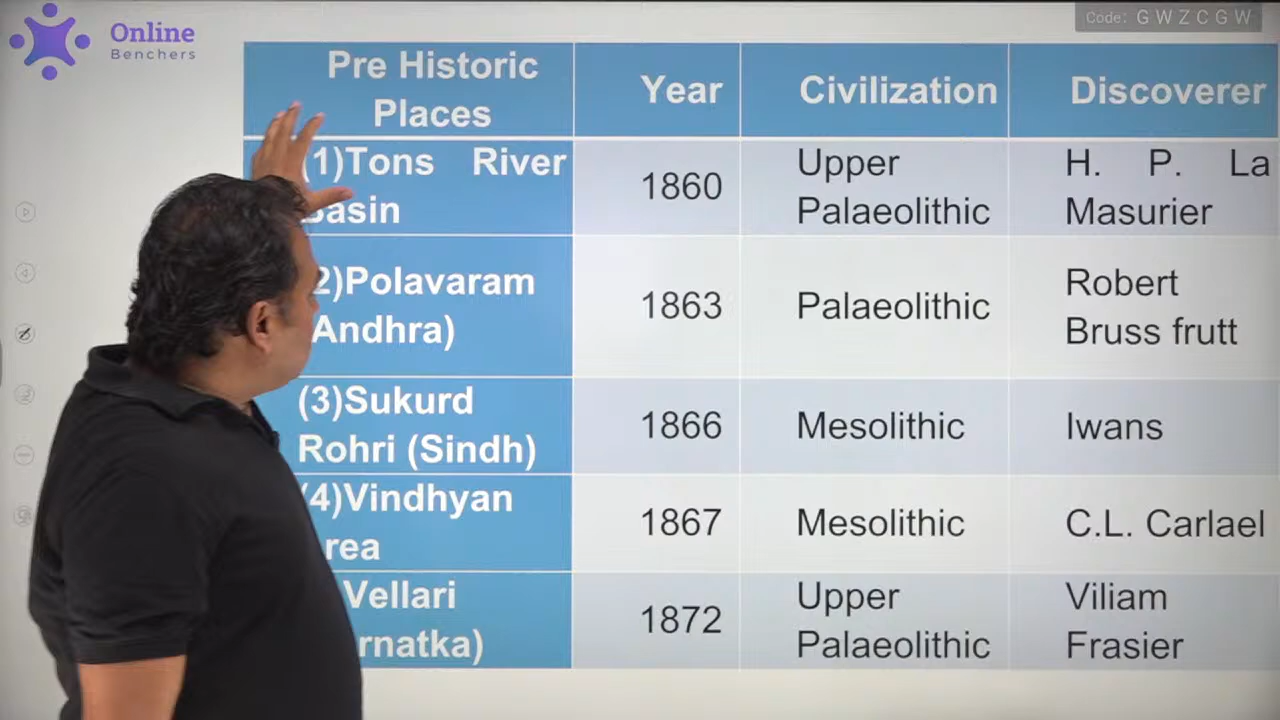 Online
Benchers
Code: G W Z C G W
Pre Historic
Places
Year
Civilization
Discoverer
(1)Tons River
Basin
1860
Upper
Palaeolithic
H. P. La
Masurier
2)Polavaram
Andhra)
1863
Palaeolithic
Robert
Bruss frutt
(3)Sukurd
Rohri (Sindh)
1866
Mesolithic
Iwans
(4)Vindhyan
rea
1867
Mesolithic
C.L. Carlael
Vellari
rnatka)
1872
Upper
Palaeolithic
Viliam
Frasier